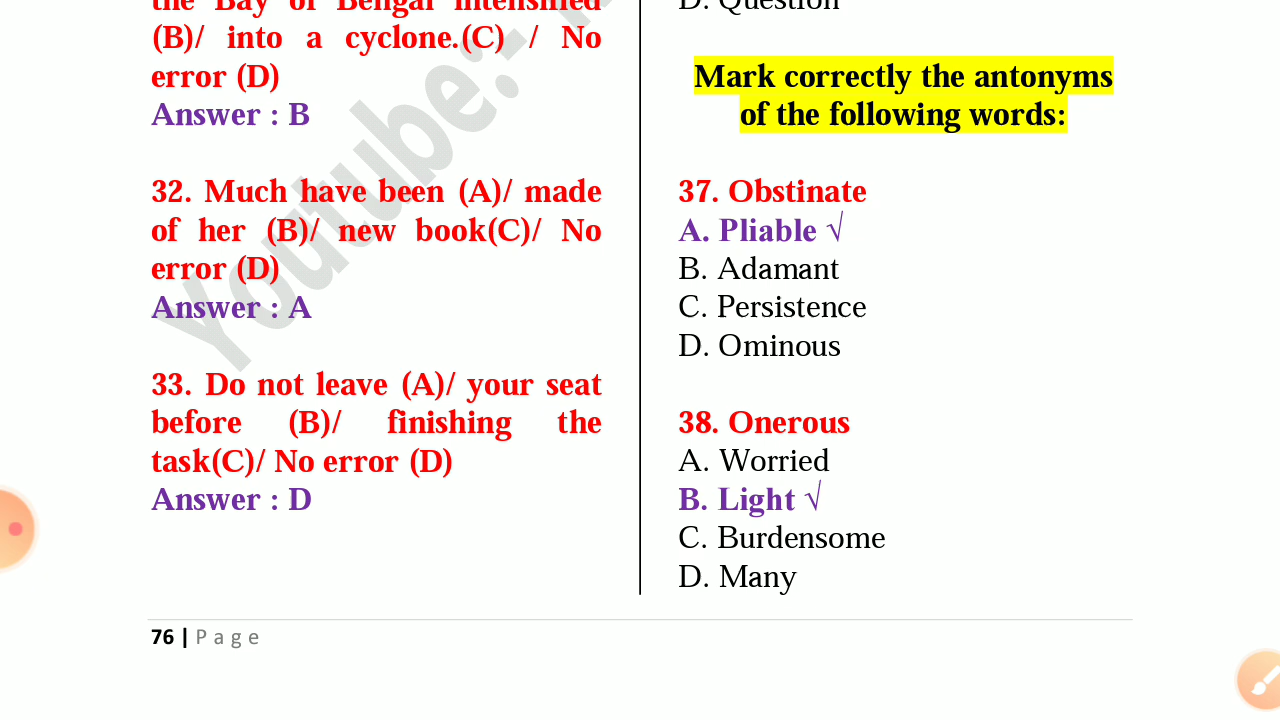 the Bay of Bengal intensified
(B)/ into a cyclone.(C) / No
error (D)
Answer : B
32. Much have been (A)/ made
of her (B)/ new book(C)/ No
error (D)
Answer : A
33. Do not leave (A)/ your seat
before (B)/ finishing the
task(C)/ No error (D)
Answer : D
D. Question
Mark correctly the antonyms
of the following words:
37. Obstinate
A. Pliable √
B. Adamant
C. Persistence
D. Ominous
38. Onerous
A. Worried
B. Light √
C. Burdensome
D. Many
76 | Page
Youtube:-